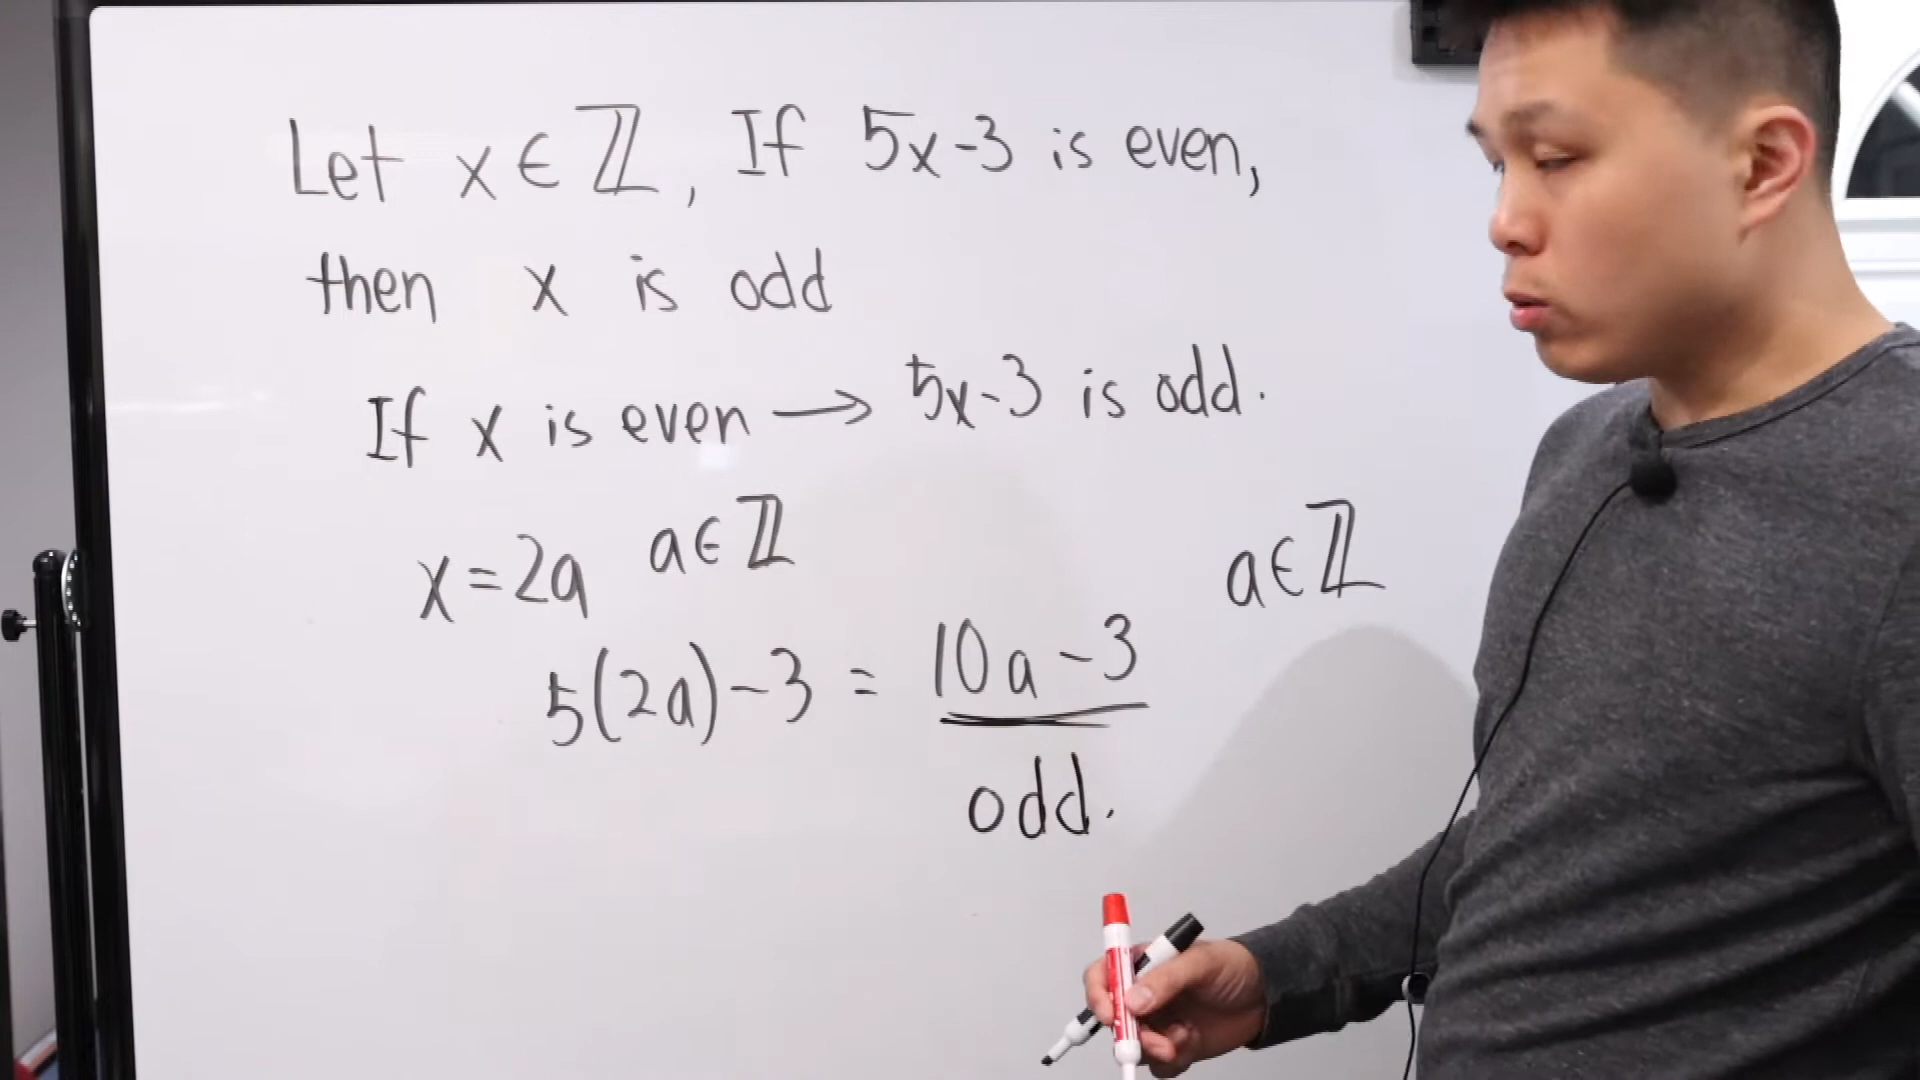 Let x ∈ ℤ, If 5x-3 is even,
then x is odd
If x is even → 5x-3 is odd.
x = 2a a ∈ ℤ
a ∈ ℤ
5(2a) - 3 = 10a - 3
odd.